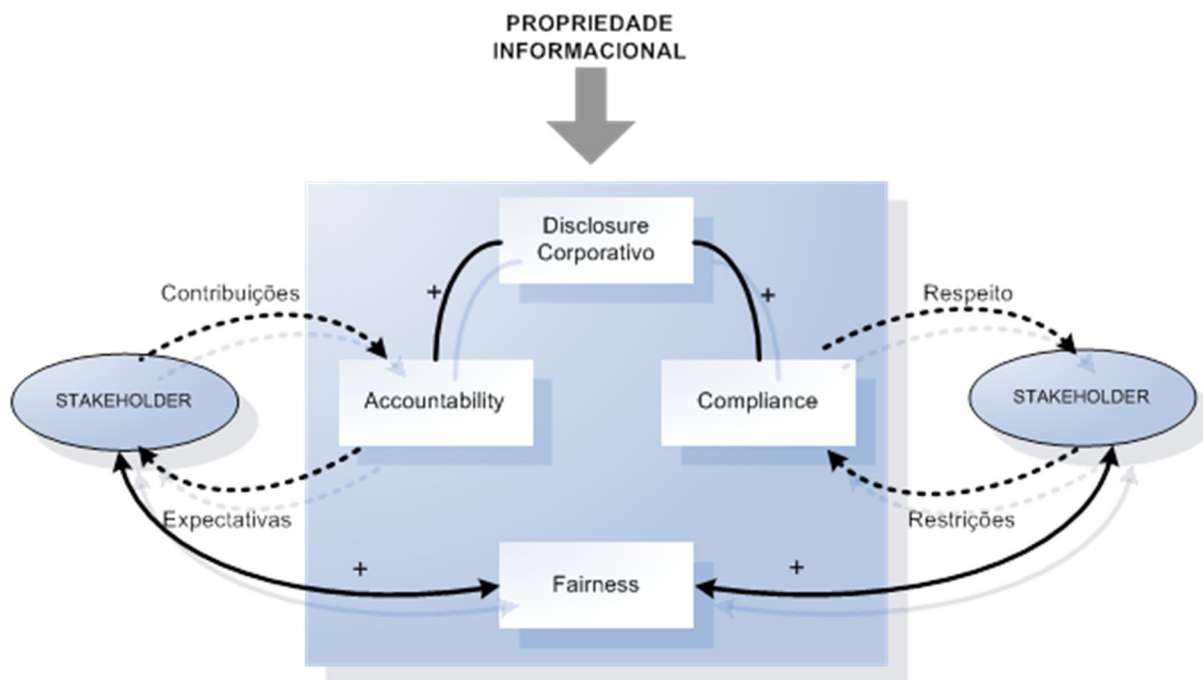 PROPRIEDADE
INFORMACIONAL
Disclosure
Corporativo
+
+
Contribuições
Respeito
STAKEHOLDER
Accountability
Compliance
STAKEHOLDER
Expectativas
Restrições
+
+
Fairness